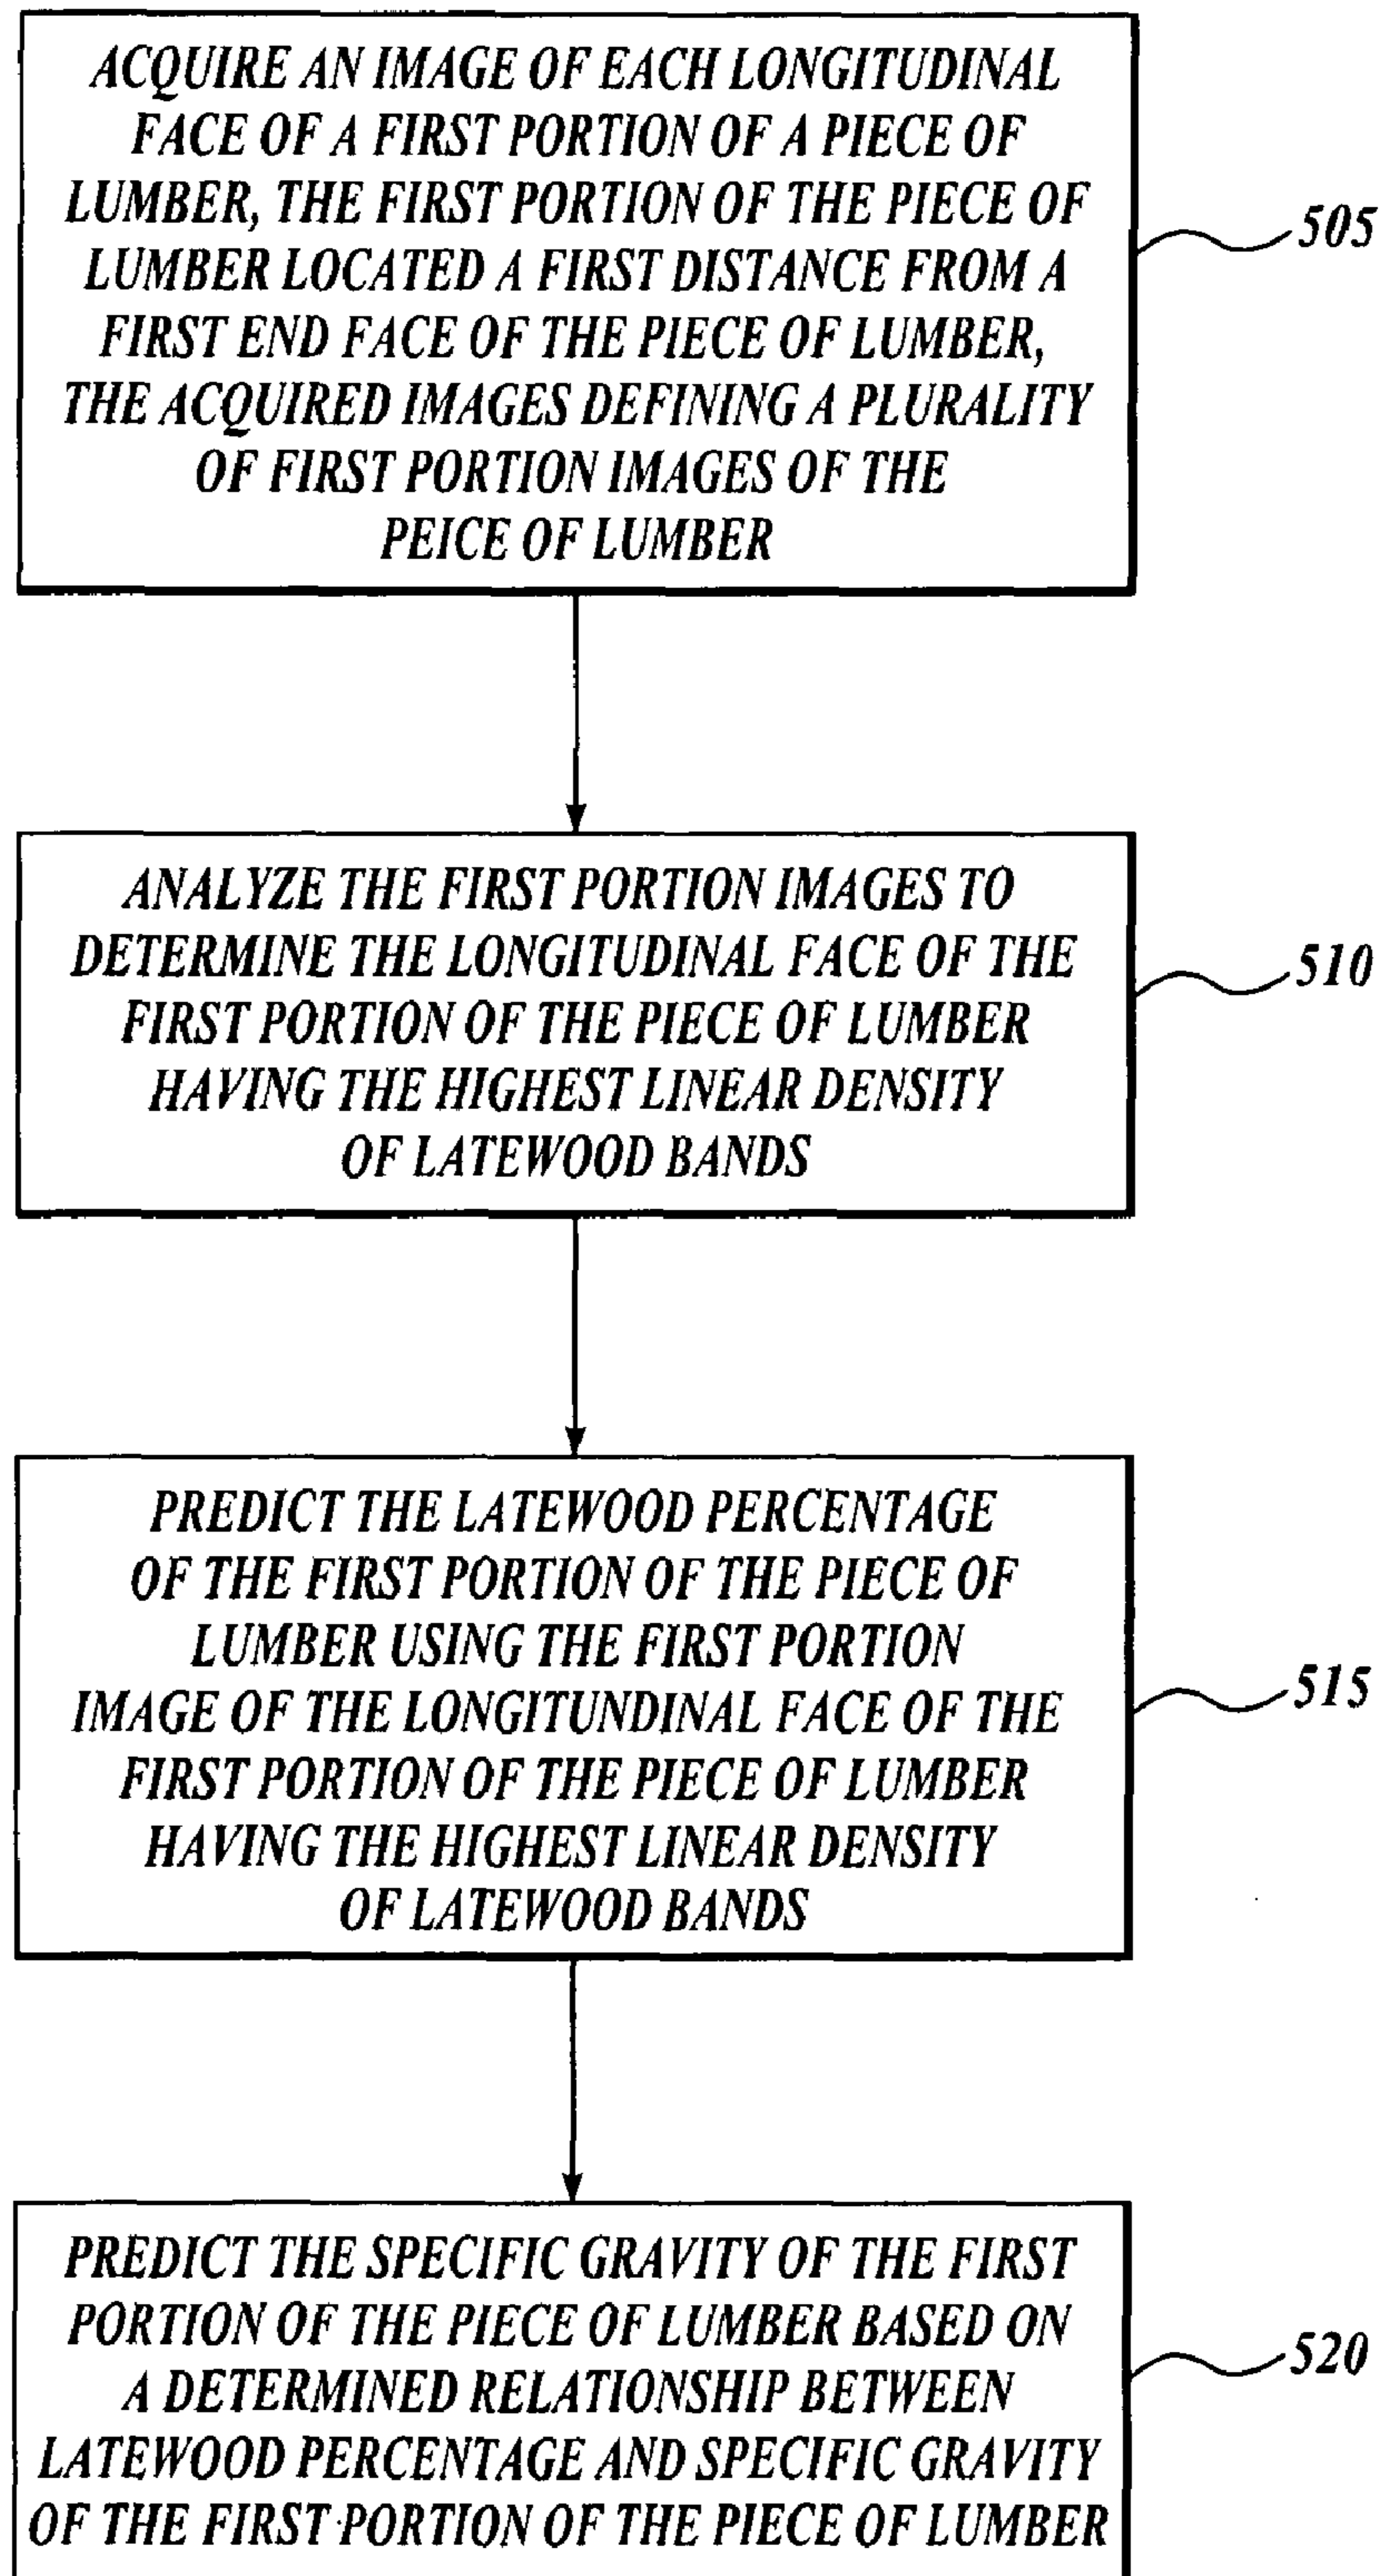 ACQUIRE AN IMAGE OF EACH LONGITUDINAL
FACE OF A FIRST PORTION OF A PIECE OF
LUMBER, THE FIRST PORTION OF THE PIECE OF
LUMBER LOCATED A FIRST DISTANCE FROM A
FIRST END FACE OF THE PIECE OF LUMBER,
THE ACQUIRED IMAGES DEFINING A PLURALITY
OF FIRST PORTION IMAGES OF THE
PEICE OF LUMBER
505
ANALYZE THE FIRST PORTION IMAGES TO
DETERMINE THE LONGITUDINAL FACE OF THE
FIRST PORTION OF THE PIECE OF LUMBER
HAVING THE HIGHEST LINEAR DENSITY
OF LATEWOOD BANDS
510
PREDICT THE LATEWOOD PERCENTAGE
OF THE FIRST PORTION OF THE PIECE OF
LUMBER USING THE FIRST PORTION
IMAGE OF THE LONGITUNDINAL FACE OF THE
FIRST PORTION OF THE PIECE OF LUMBER
HAVING THE HIGHEST LINEAR DENSITY
OF LATEWOOD BANDS
515
PREDICT THE SPECIFIC GRAVITY OF THE FIRST
PORTION OF THE PIECE OF LUMBER BASED ON
A DETERMINED RELATIONSHIP BETWEEN
LATEWOOD PERCENTAGE AND SPECIFIC GRAVITY
OF THE FIRST PORTION OF THE PIECE OF LUMBER
520